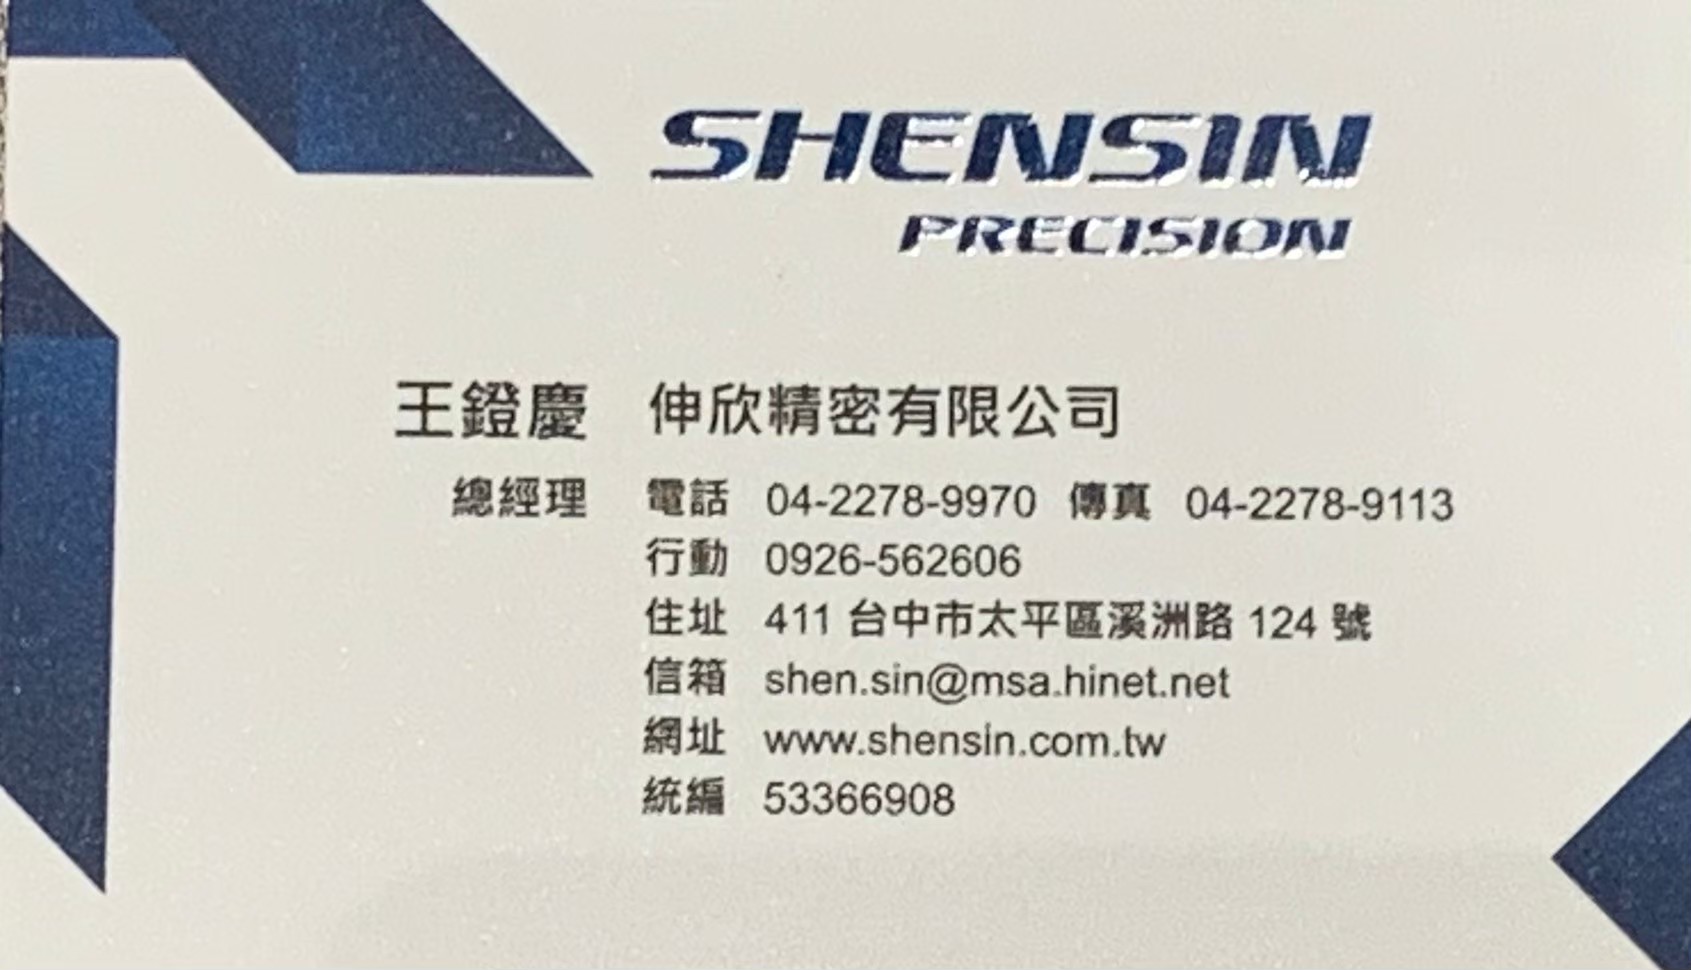 SHENSIN
PRECISION
王鐙慶 伸欣精密有限公司
總經理 電話 04-2278-9970 傳真 04-2278-9113
行動 0926-562606
住址 411 台中市太平區溪洲路 124 號
信箱 shen.sin@msa.hinet.net
網址 www.shensin.com.tw
統編 53366908